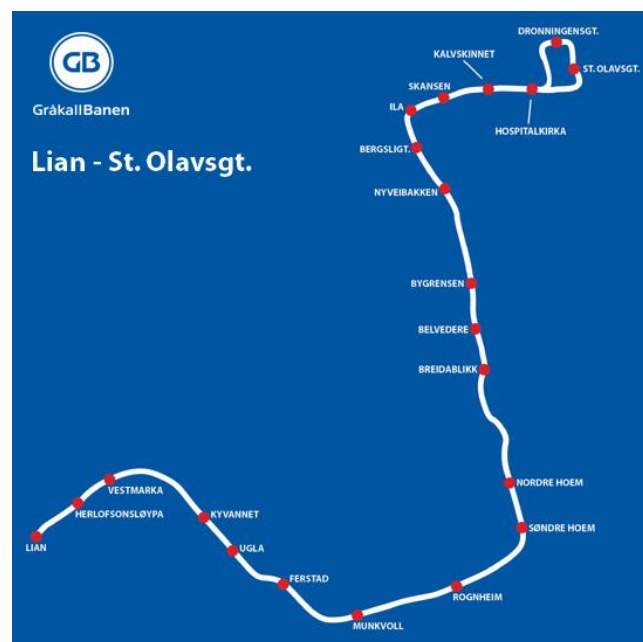 GB
GråkallBanen
Lian - St. Olavsgt.
DRONNINGENSGT.
KALVSKINNET
ST. OLAVSGT.
SKANSEN
ILA
HOSPITALKIRKA
BERGSLIGT.
NYVEIBAKKEN
BYGRENSEN
BELVEDERE
BREIDABLIKK
NORDRE HOEM
VESTMARKA
HERLOFSONSLØYPA
KYVANNET
SØNDRE HOEM
LIAN
UGLA
FERSTAD
ROGNHEIM
MUNKVOLL